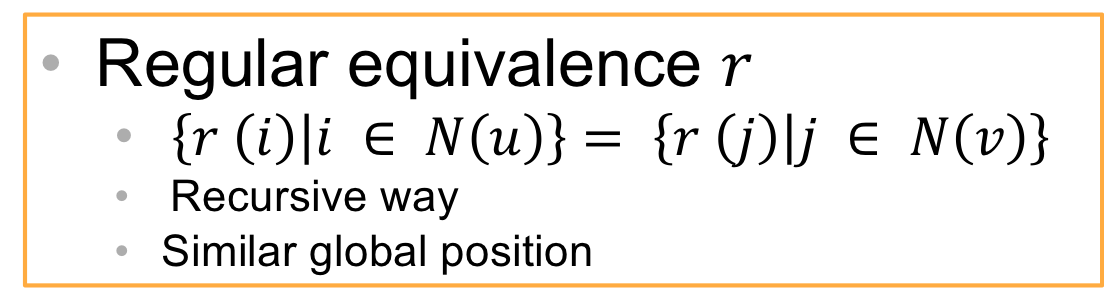 • Regular equivalence 𝑟
• {𝑟 (𝑖)|𝑖 ∈ 𝑁(𝑢)} = {𝑟 (𝑗)|𝑗 ∈ 𝑁(𝑣)}
• Recursive way
• Similar global position